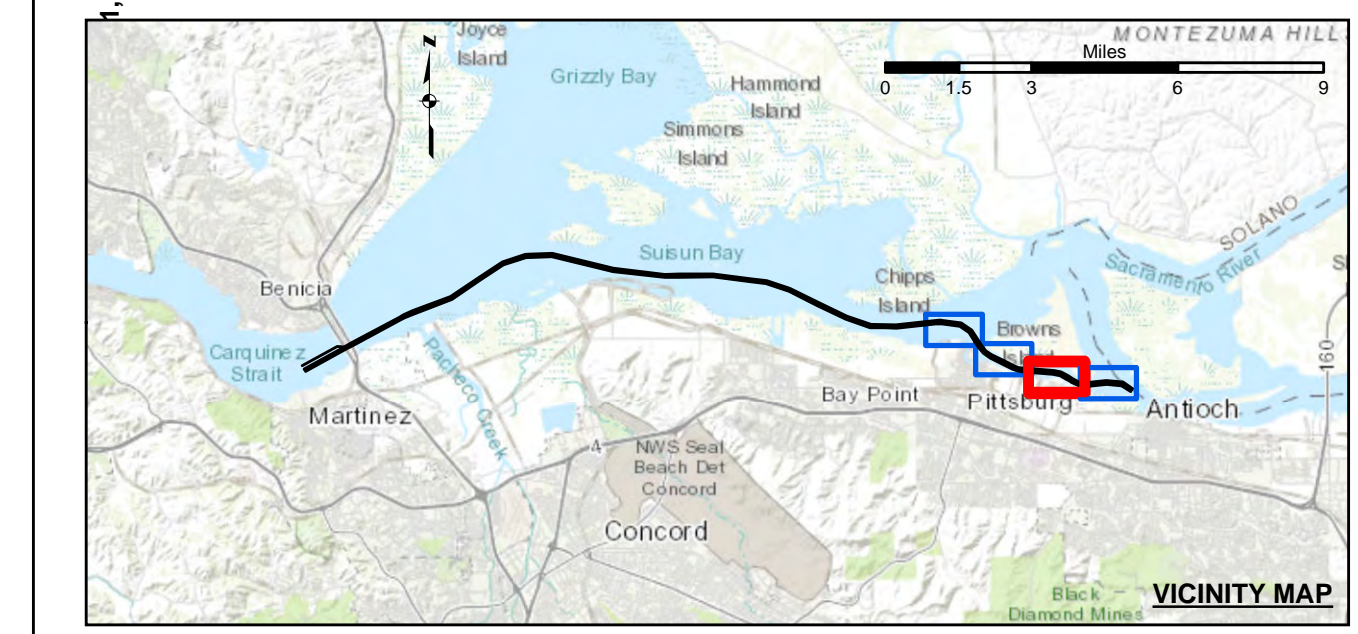 Joyce
Island
N
Grizzly Bay
MONTEZUMA HILL
Miles
0 1.5 3 6 9
Hammond
Island
Simmons
Island
SOLANO
Sacramento River
Suisun Bay
Chipps
Island
Benicia
Browns
Island
Carquinez
Strait
Pacheco Creek
160
Bay Point
Pittsburg
Antioch
Martinez
4
NWS Seal
Beach Det
Concord
Concord
Black
Diamond Mines
VICINITY MAP